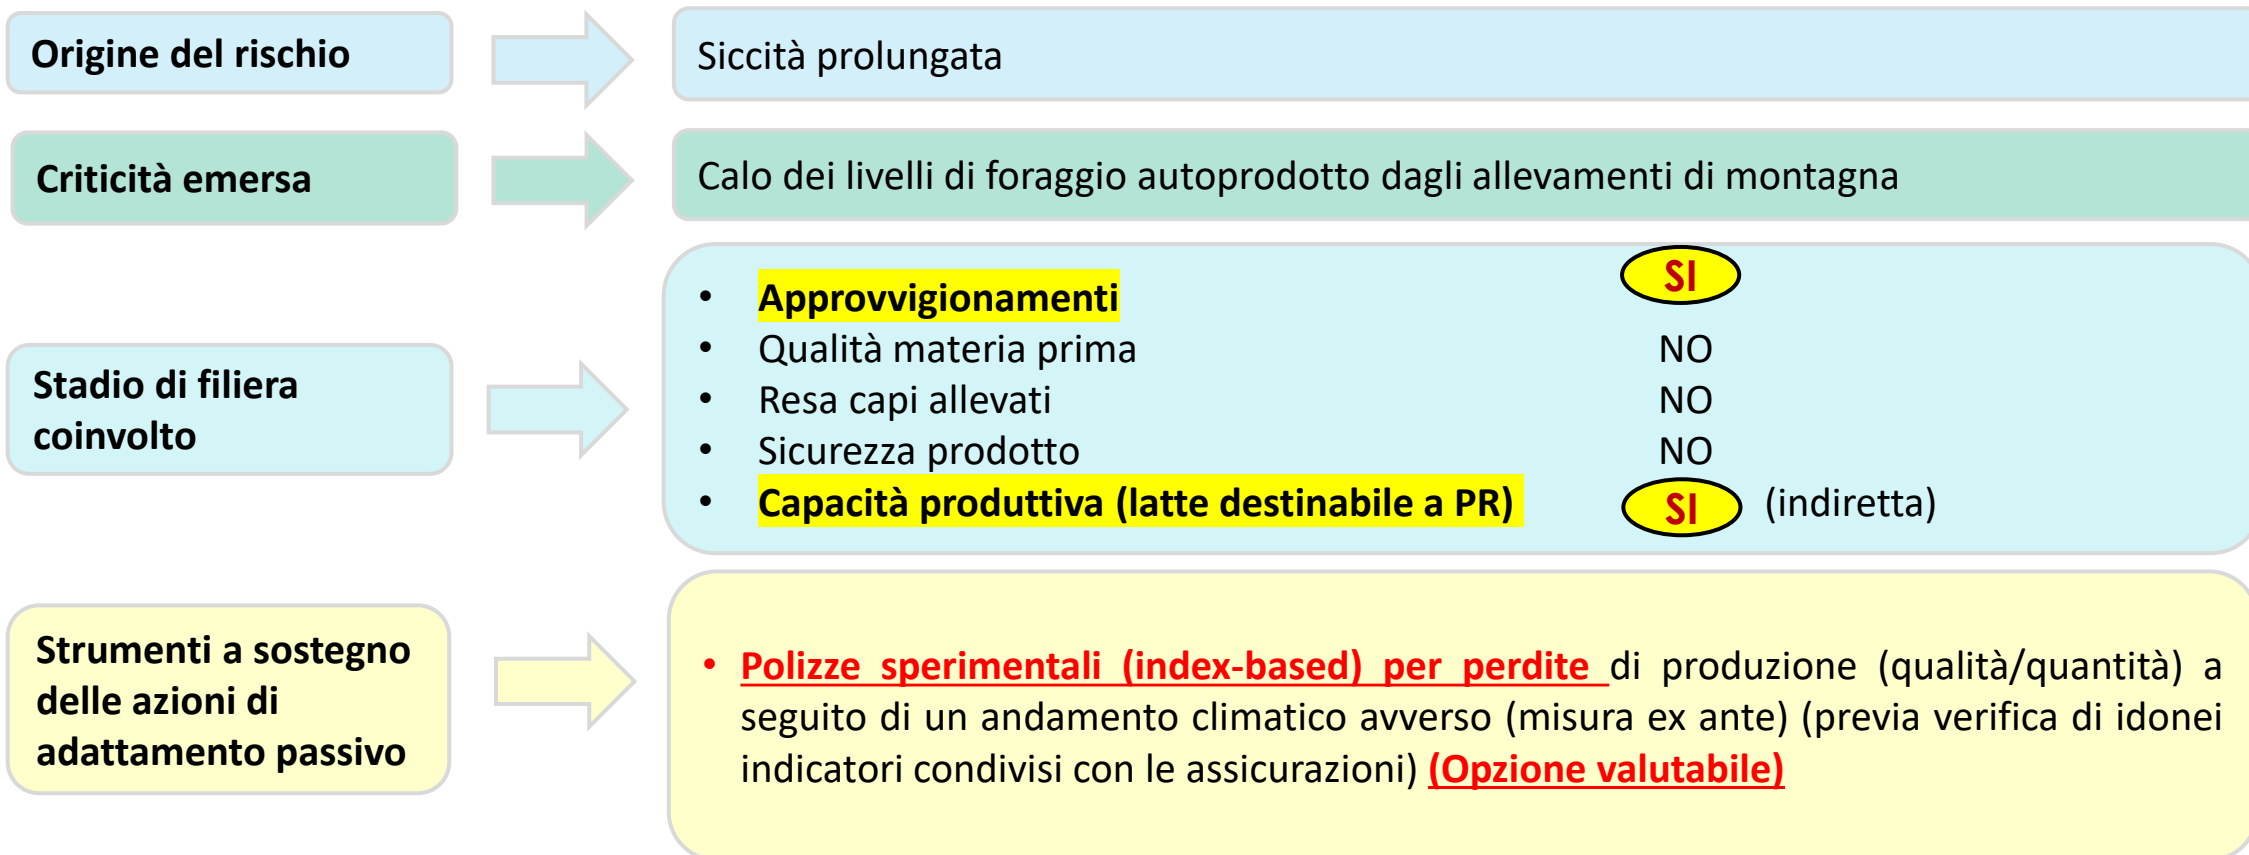 Origine del rischio
Siccità prolungata
Criticità emersa
Calo dei livelli di foraggio autoprodotto dagli allevamenti di montagna
Stadio di filiera
coinvolto
• Approvvigionamenti SI
• Qualità materia prima NO
• Resa capi allevati NO
• Sicurezza prodotto NO
• Capacità produttiva (latte destinabile a PR) SI (indiretta)
Strumenti a sostegno
delle azioni di
adattamento passivo
• Polizze sperimentali (index-based) per perdite di produzione (qualità/quantità) a
seguito di un andamento climatico avverso (misura ex ante) (previa verifica di idonei
indicatori condivisi con le assicurazioni) (Opzione valutabile)